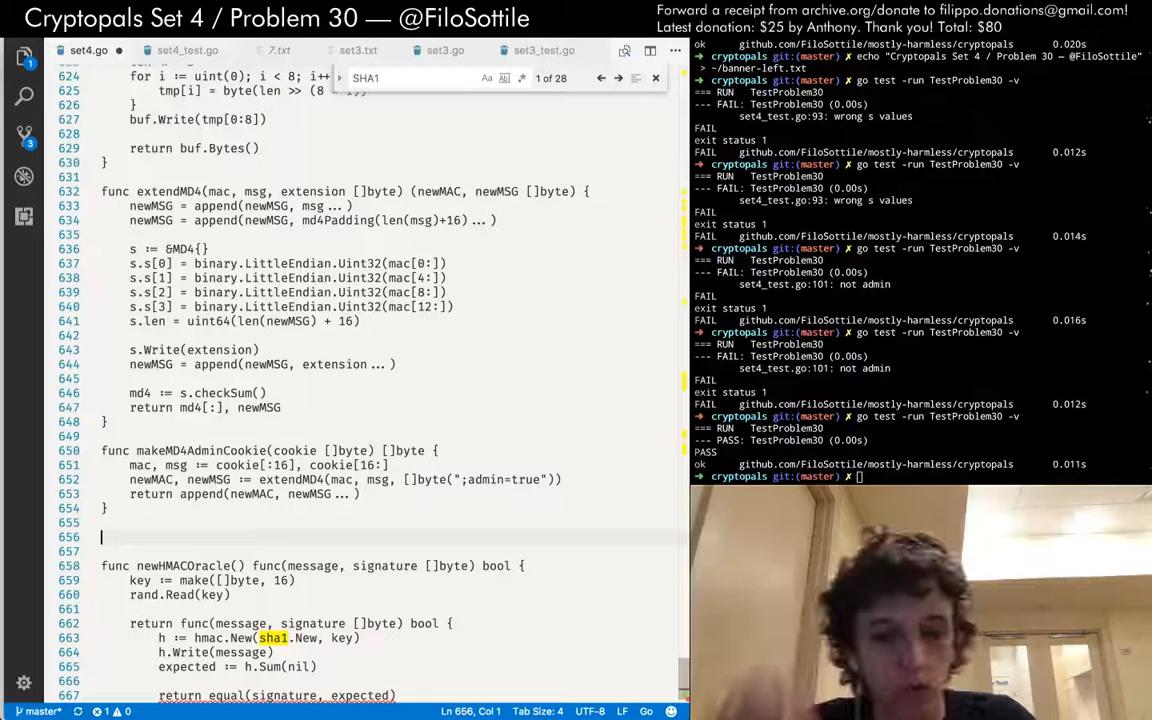 Cryptopals Set 4 / Problem 30 — @FiloSottile
Forward a receipt from archive.org/donate to filippo.donations@gmail.com!
Latest donation: $25 by Anthony. Thank you! Total: $80
set4.go ●
set4_test.go
7.txt
set3.txt
set3.go
set3_test.go
SHA1
1 of 28
624 for i := uint(0); i < 8; i++
625 tmp[i] = byte(len >> (8
626 }
627 buf.Write(tmp[0:8])
628
629 return buf.Bytes()
630 }
631
632 func extendMD4(mac, msg, extension []byte) (newMAC, newMSG []byte) {
633 newMSG = append(newMSG, msg...)
634 newMSG = append(newMSG, md4Padding(len(msg)+16)...)
635
636 s := &MD4{}
637 s.s[0] = binary.LittleEndian.Uint32(mac[0:])
638 s.s[1] = binary.LittleEndian.Uint32(mac[4:])
639 s.s[2] = binary.LittleEndian.Uint32(mac[8:])
640 s.s[3] = binary.LittleEndian.Uint32(mac[12:])
641 s.len = uint64(len(newMSG) + 16)
642
643 s.Write(extension)
644 newMSG = append(newMSG, extension...)
645
646 md4 := s.checkSum()
647 return md4[:], newMSG
648 }
649
650 func makeMD4AdminCookie(cookie []byte) []byte {
651 mac, msg := cookie[:16], cookie[16:]
652 newMAC, newMSG := extendMD4(mac, msg, []byte(";admin=true"))
653 return append(newMAC, newMSG...)
654 }
655
656
657
658 func newHMACOracle() func(message, signature []byte) bool {
659 key := make([]byte, 16)
660 rand.Read(key)
661
662 return func(message, signature []byte) bool {
663 h := hmac.New(sha1.New, key)
664 h.Write(message)
665 expected := h.Sum(nil)
666
667 return equal(signature, expected)
master* 1 0 Ln 656, Col 1 Tab Size: 4 UTF-8 LF Go
ok github.com/FiloSottile/mostly-harmless/cryptopals 0.020s
➜ cryptopals git:(master) ✗ echo "Cryptopals Set 4 / Problem 30 — @FiloSottile"
> ~/banner-left.txt
➜ cryptopals git:(master) ✗ go test -run TestProblem30 -v
=== RUN TestProblem30
--- FAIL: TestProblem30 (0.00s)
set4_test.go:93: wrong s values
FAIL
exit status 1
FAIL github.com/FiloSottile/mostly-harmless/cryptopals 0.012s
➜ cryptopals git:(master) ✗ go test -run TestProblem30 -v
=== RUN TestProblem30
--- FAIL: TestProblem30 (0.00s)
set4_test.go:93: wrong s values
FAIL
exit status 1
FAIL github.com/FiloSottile/mostly-harmless/cryptopals 0.014s
➜ cryptopals git:(master) ✗ go test -run TestProblem30 -v
=== RUN TestProblem30
--- FAIL: TestProblem30 (0.00s)
set4_test.go:101: not admin
FAIL
exit status 1
FAIL github.com/FiloSottile/mostly-harmless/cryptopals 0.016s
➜ cryptopals git:(master) ✗ go test -run TestProblem30 -v
=== RUN TestProblem30
--- FAIL: TestProblem30 (0.00s)
set4_test.go:101: not admin
FAIL
exit status 1
FAIL github.com/FiloSottile/mostly-harmless/cryptopals 0.012s
➜ cryptopals git:(master) ✗ go test -run TestProblem30 -v
=== RUN TestProblem30
--- PASS: TestProblem30 (0.00s)
PASS
ok github.com/FiloSottile/mostly-harmless/cryptopals 0.011s
➜ cryptopals git:(master) ✗